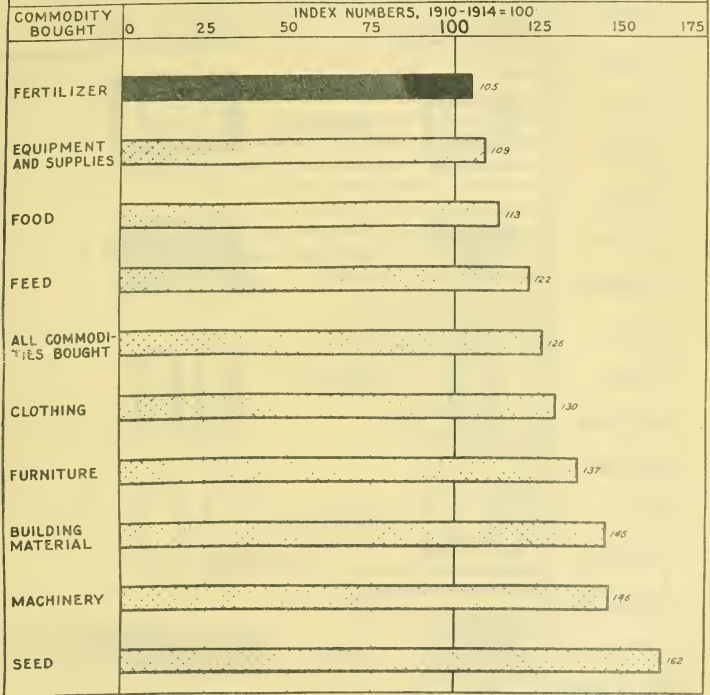 COMMODITY BOUGHT
INDEX NUMBERS, 1910-1914=100
0 25 50 75 100 125 150 175
FERTILIZER 105
EQUIPMENT
AND SUPPLIES 109
FOOD 113
FEED 122
ALL COMMODI-
TIES BOUGHT 126
CLOTHING 130
FURNITURE 137
BUILDING
MATERIAL 145
MACHINERY 146
SEED 162